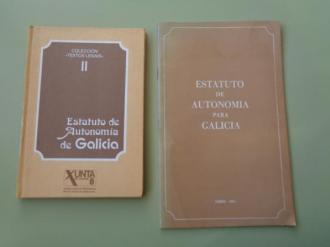 COLECCIÓN
«TEXTOS LEGAIS»
II
Estatuto de
Autonomía
de Galicia
XUNTA
ESTATUTO
DE
AUTONOMIA
PARA
GALICIA